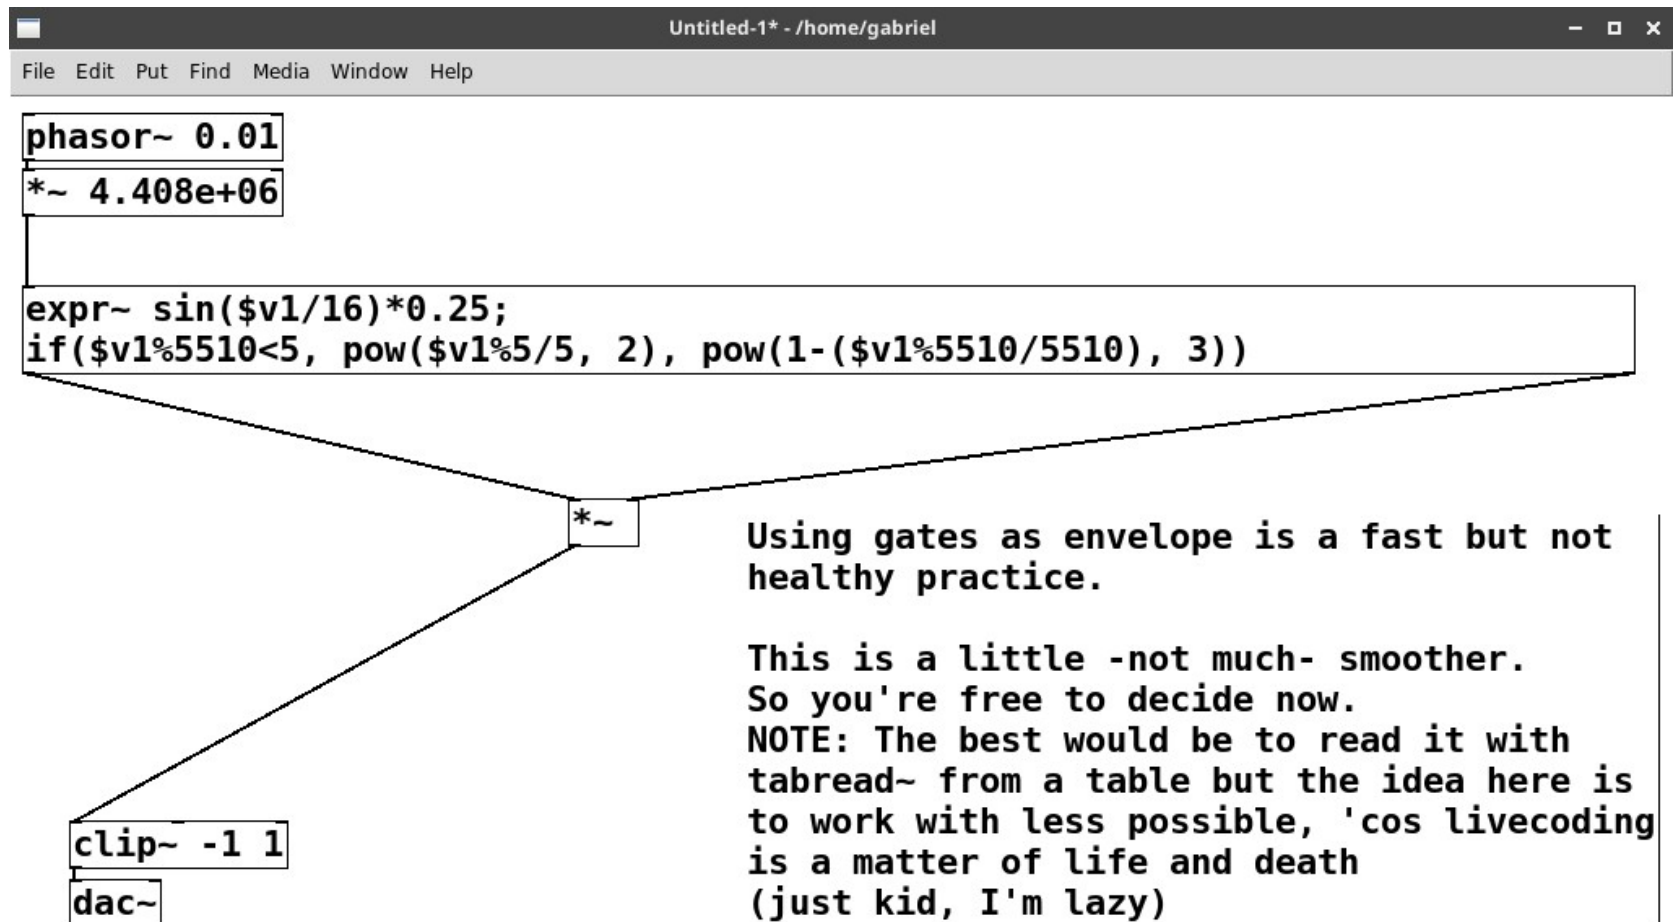 Untitled-1* - /home/gabriel
File Edit Put Find Media Window Help
phasor~ 0.01
*~ 4.408e+06
expr~ sin($v1/16)*0.25;
if($v1%5510<5, pow($v1%5/5, 2), pow(1-($v1%5510/5510), 3))
*~
Using gates as envelope is a fast but not
healthy practice.
This is a little -not much- smoother.
So you're free to decide now.
NOTE: The best would be to read it with
tabread~ from a table but the idea here is
to work with less possible, 'cos livecoding
is a matter of life and death
(just kid, I'm lazy)
clip~ -1 1
dac~